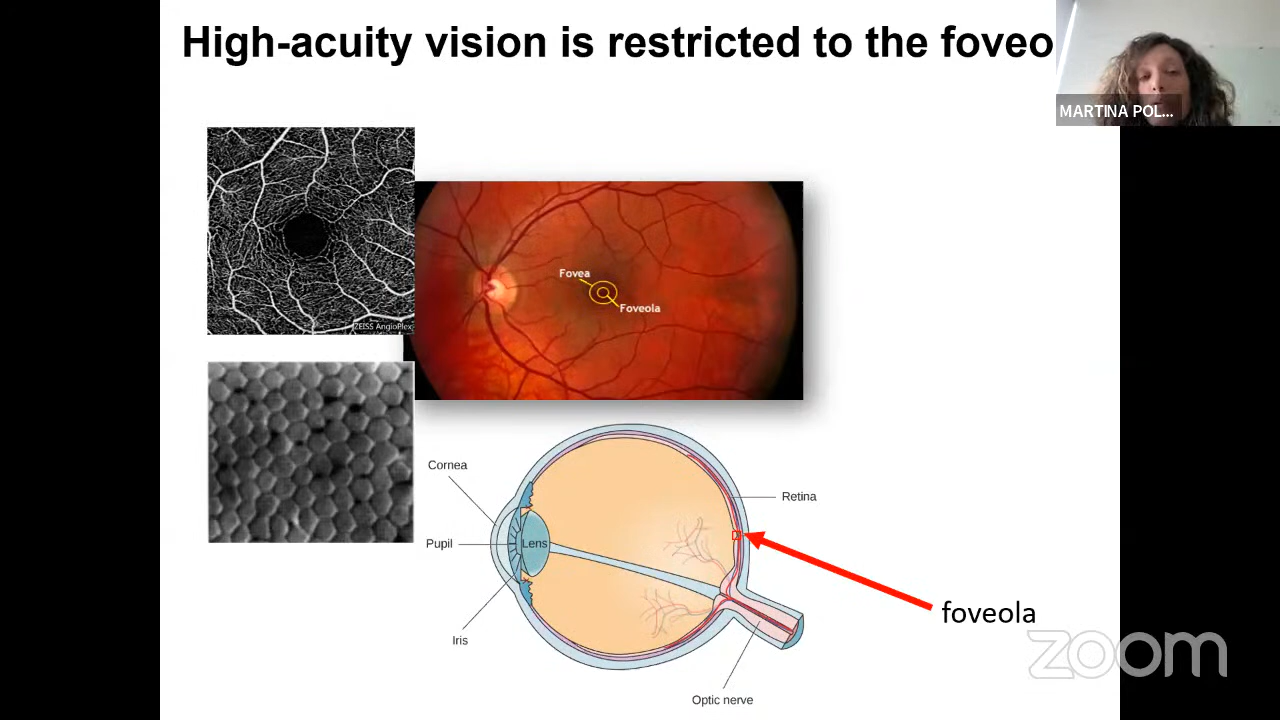 High-acuity vision is restricted to the foveo
MARTINA POL...
ZEISS AngioPlex
Fovea
Foveola
Cornea
Retina
Pupil
Lens
foveola
Iris
zoom
Optic nerve